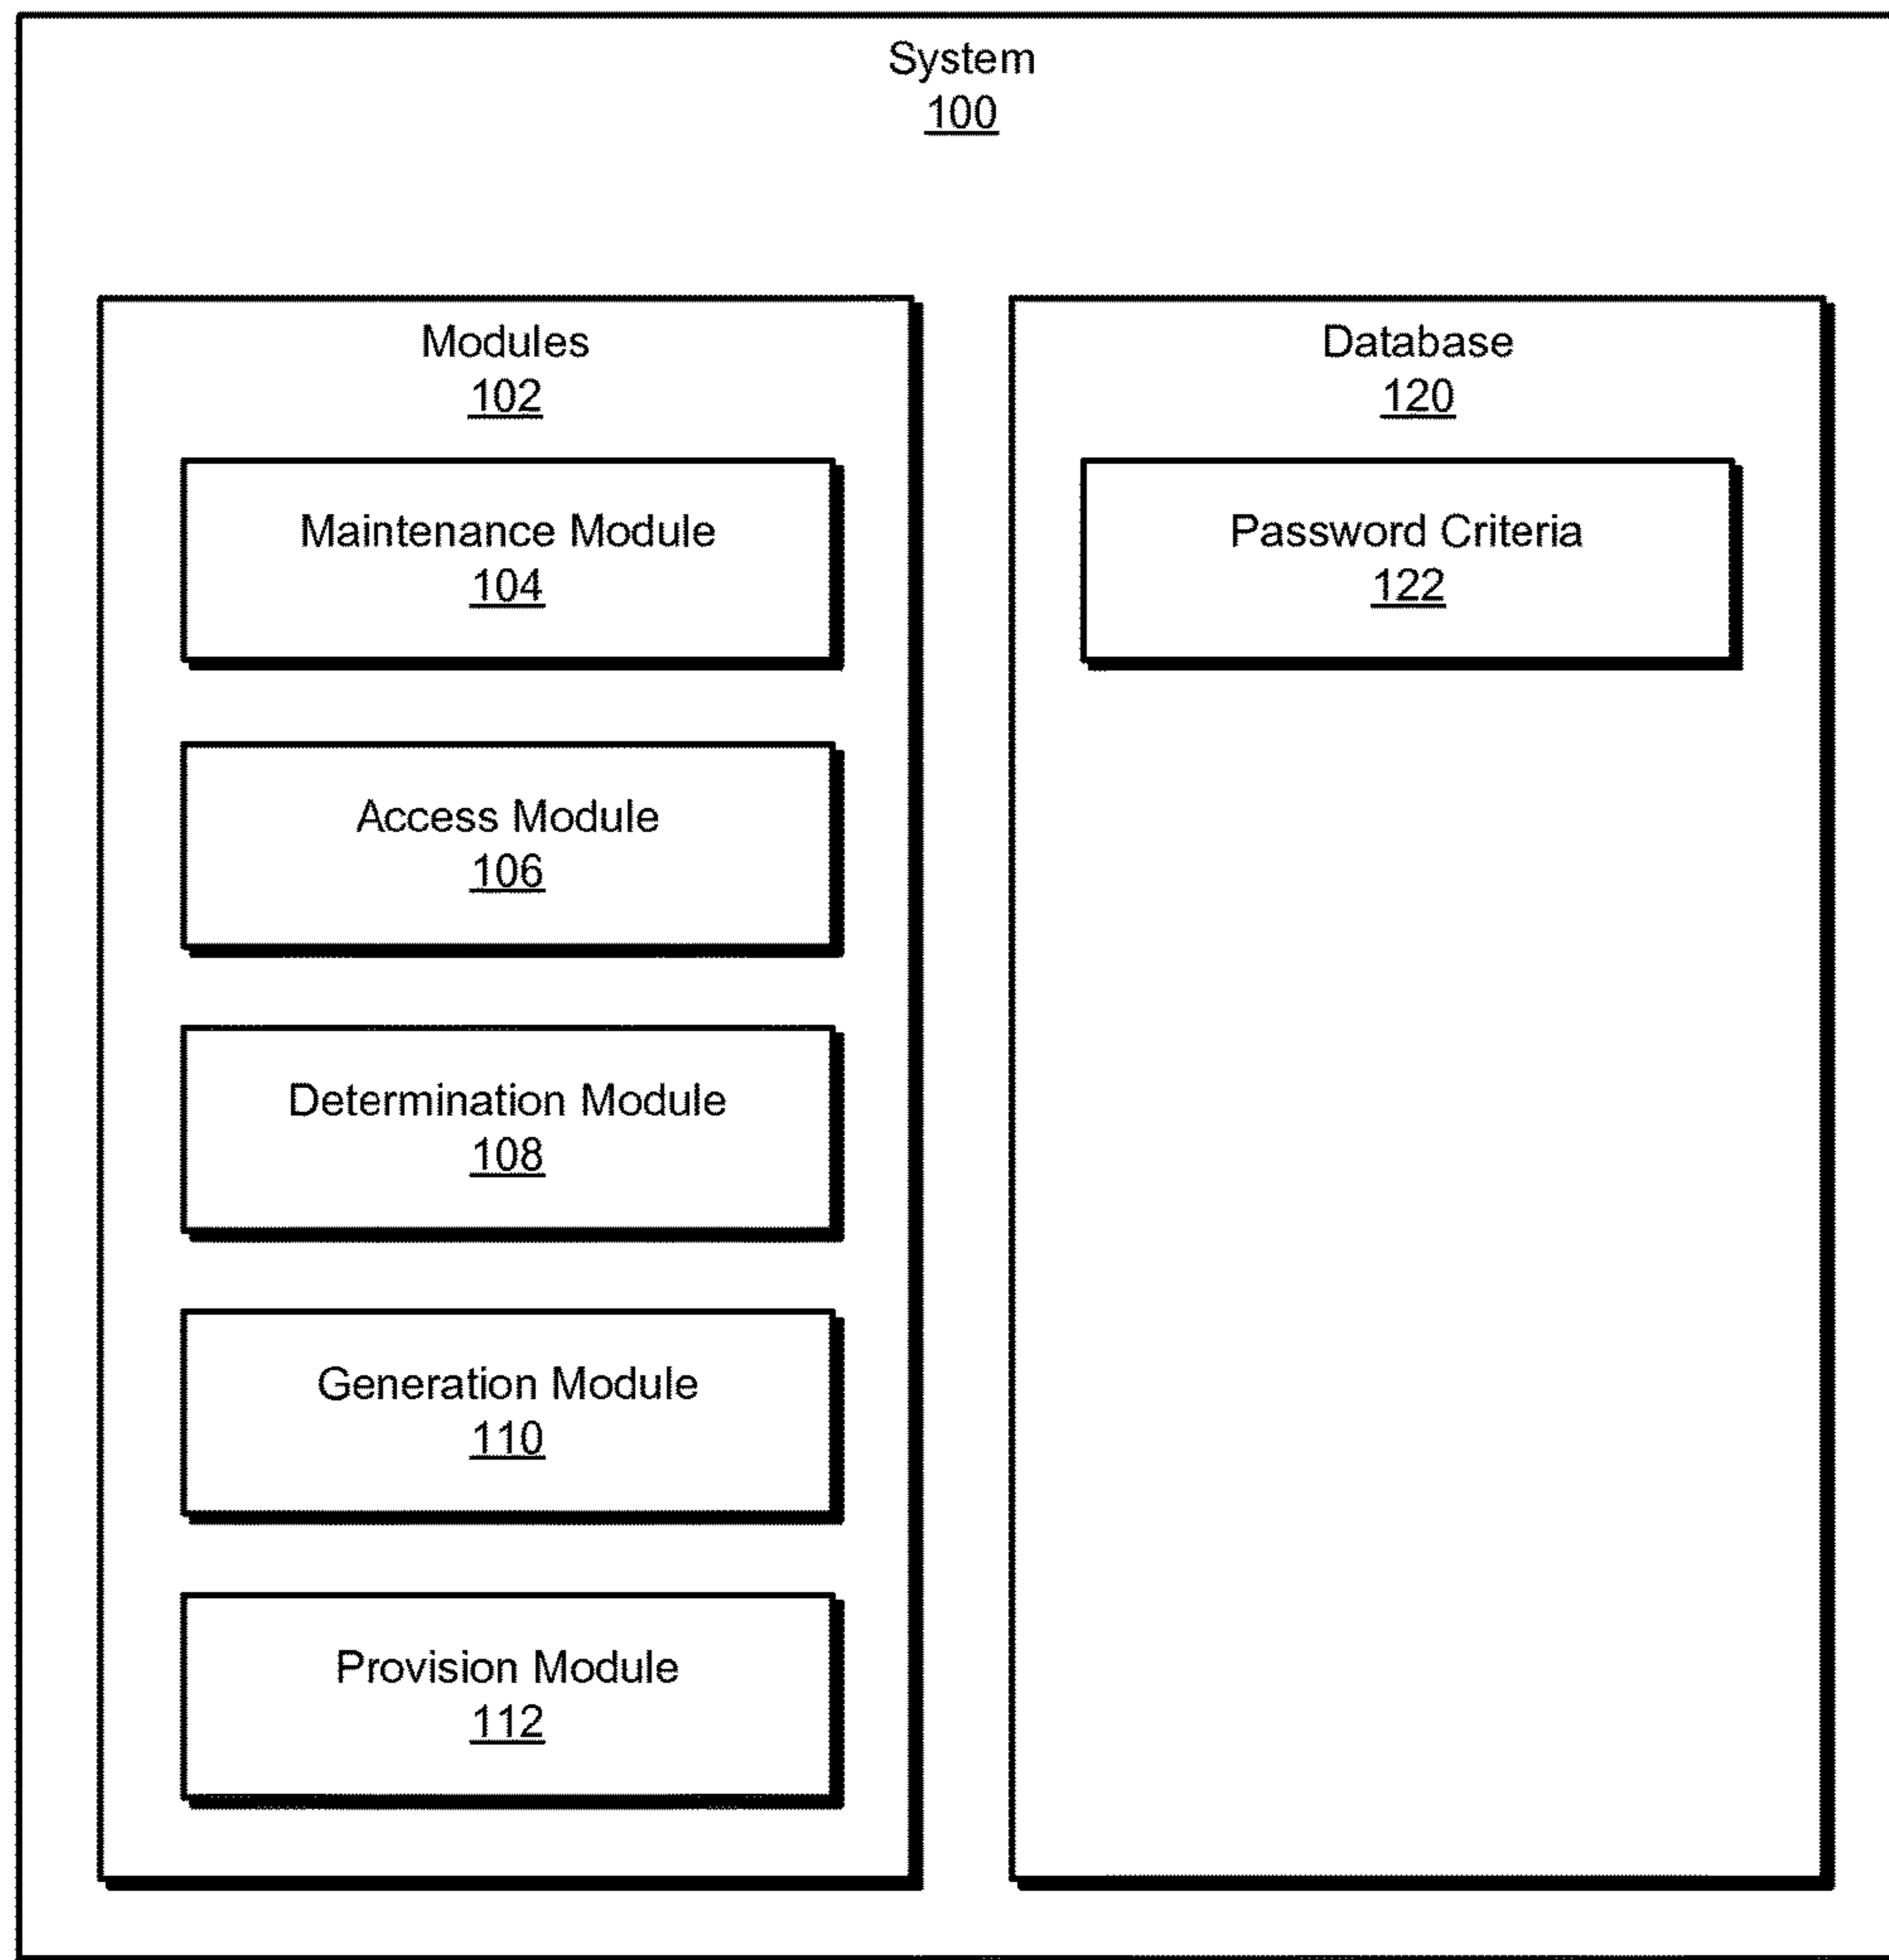 System
100
Modules
102
Maintenance Module
104
Access Module
106
Determination Module
108
Generation Module
110
Provision Module
112
Database
120
Password Criteria
122